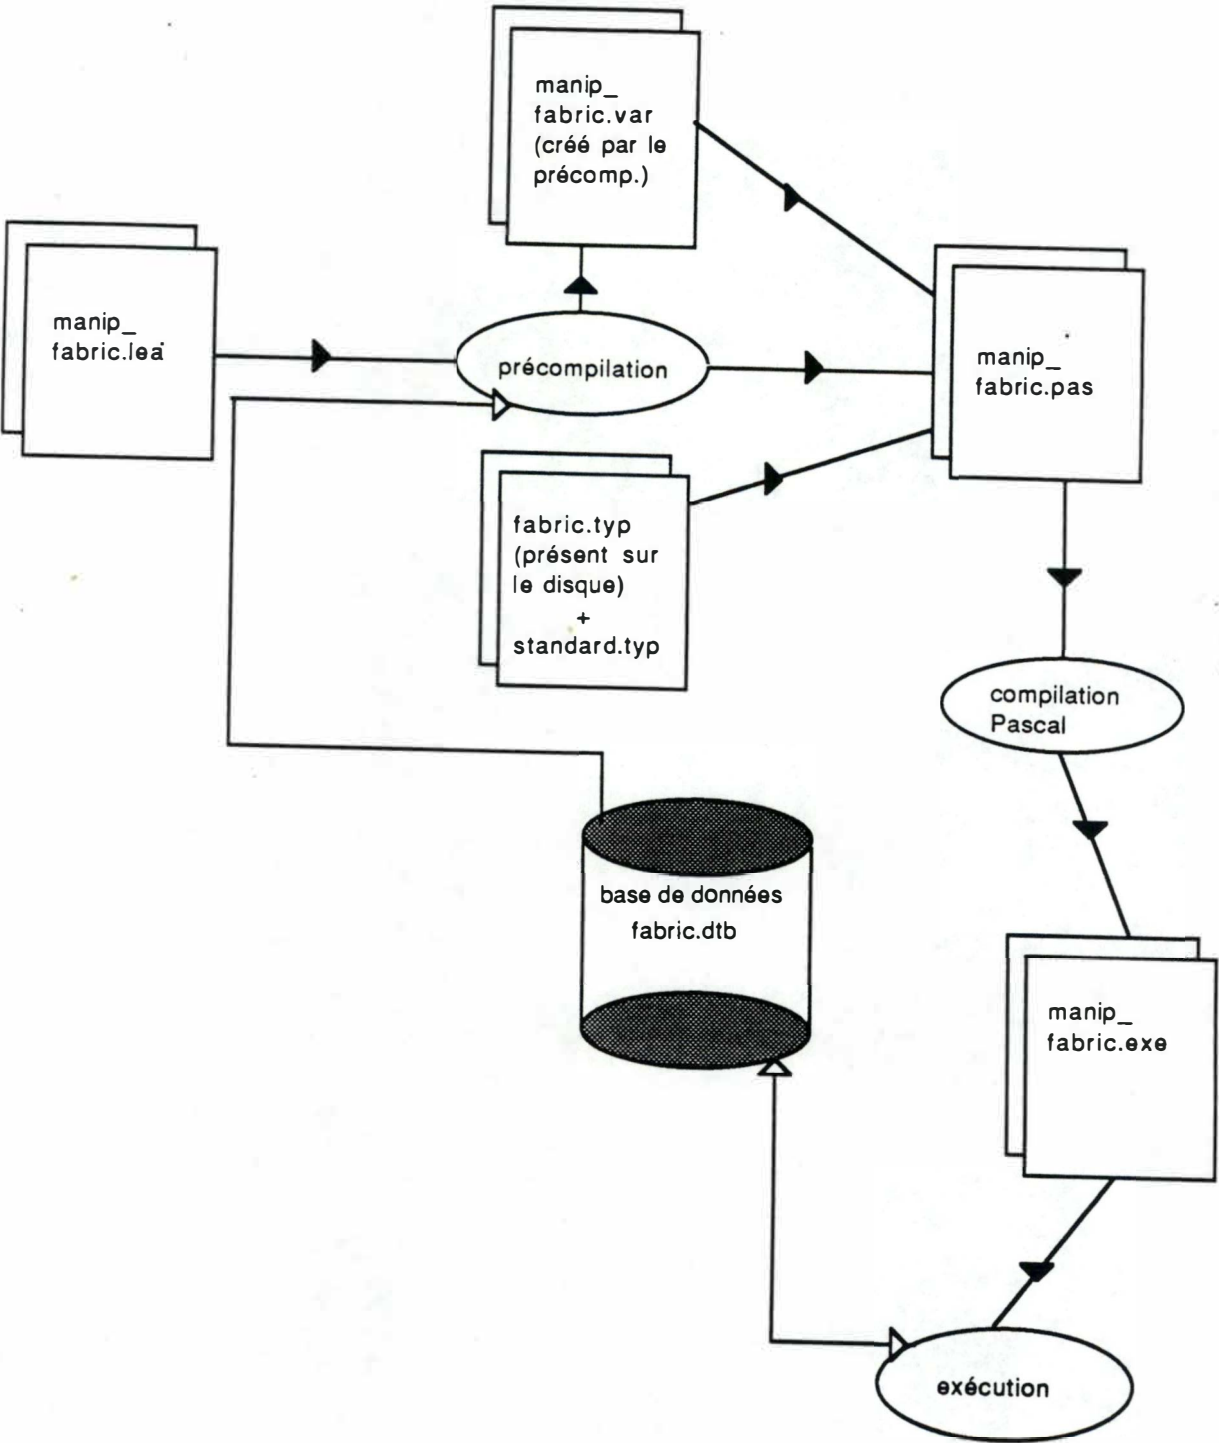 manip_
fabric.var
(créé par le
précomp.)
manip_
fabric.lea
précompilation
manip_
fabric.pas
fabric.typ
(présent sur
le disque)
+
standard.typ
compilation
Pascal
base de données
fabric.dtb
manip_
fabric.exe
exécution